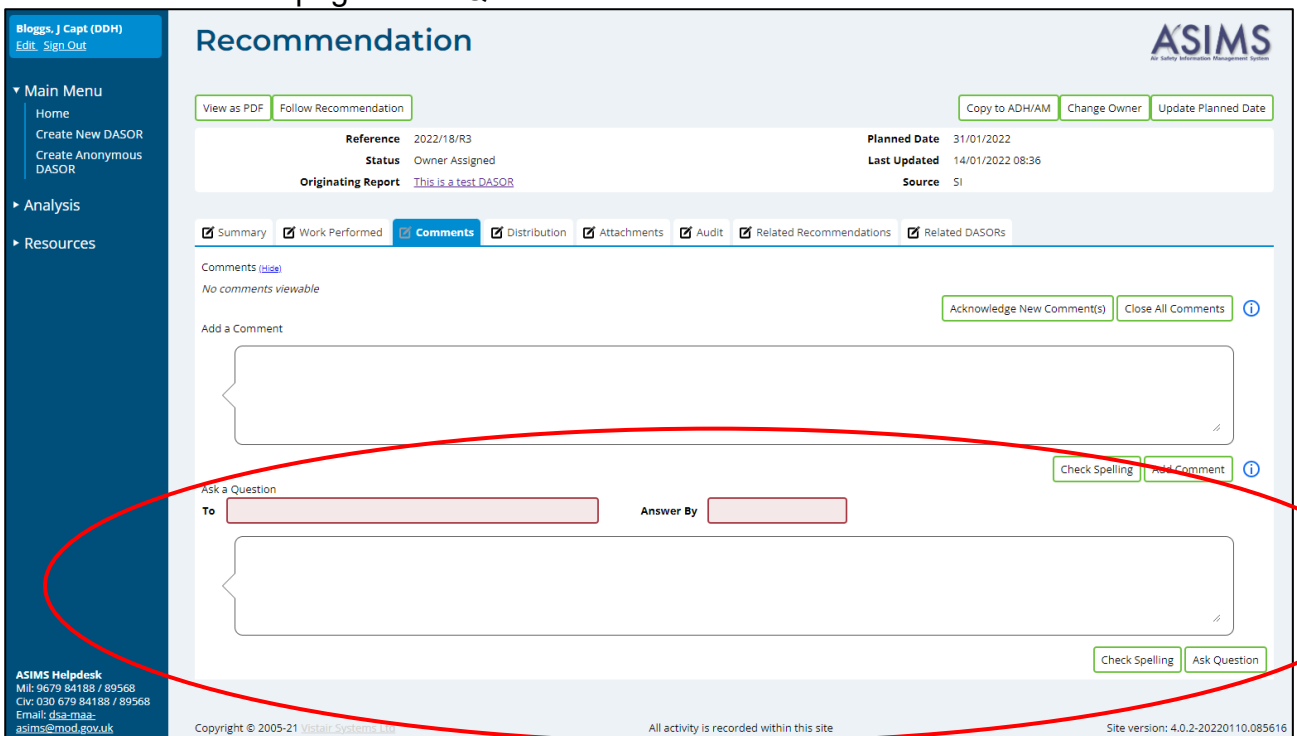 Bloggs, J Capt (DDH)
Edit Sign Out
Main Menu
Home
Create New DASOR
Create Anonymous
DASOR
Analysis
Resources
ASIMS Helpdesk
Mil: 9679 84188 / 89568
Civ: 030 679 84188 / 89568
Email: dsa-maa-
asims@mod.gov.uk
Recommendation
ASIMS
Air Safety Information Management System
View as PDF Follow Recommendation Copy to ADH/AM Change Owner Update Planned Date
Reference 2022/18/R3 Planned Date 31/01/2022
Status Owner Assigned Last Updated 14/01/2022 08:36
Originating Report This is a test DASOR Source SI
Summary Work Performed Comments Distribution Attachments Audit Related Recommendations Related DASORs
Comments (Hide)
No comments viewable
Acknowledge New Comment(s) Close All Comments
Add a Comment
Check Spelling Add Comment
Ask a Question
To Answer By
Check Spelling Ask Question
Copyright © 2005-21 Vistair Systems Ltd All activity is recorded within this site Site version: 4.0.2-20220110.085616